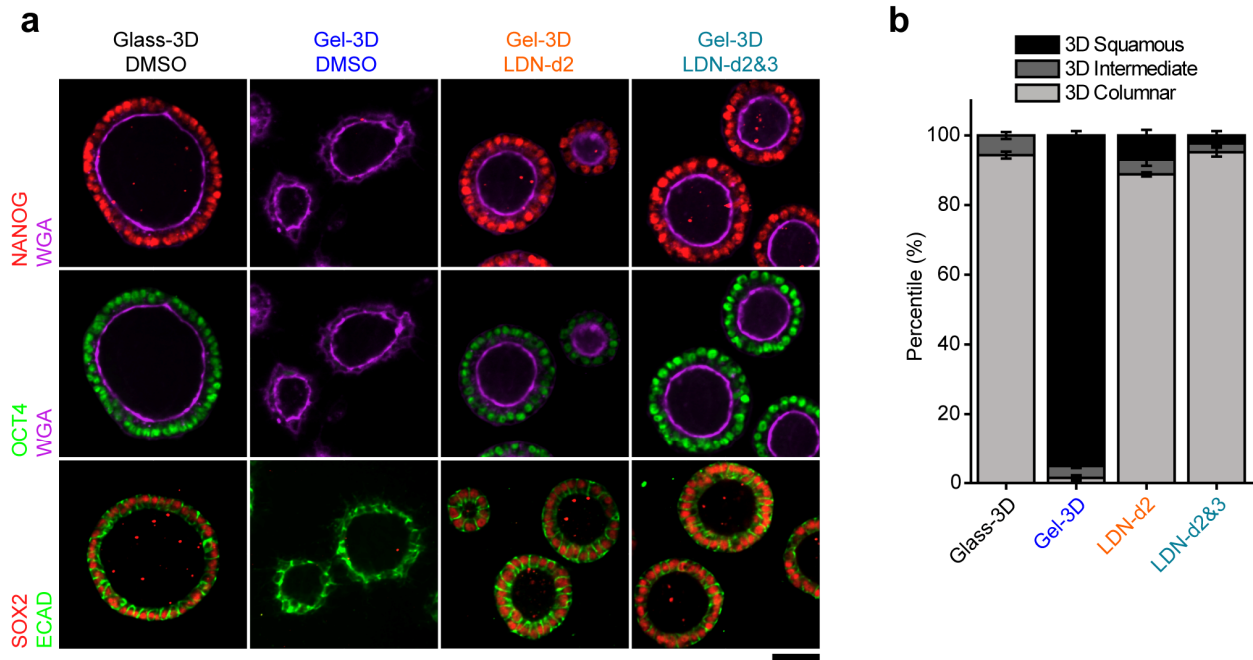 a
Glass-3D
DMSO
Gel-3D
DMSO
Gel-3D
LDN-d2
Gel-3D
LDN-d2&3
NANOG
WGA
OCT4
WGA
SOX2
ECAD
b
3D Squamous
3D Intermediate
3D Columnar
Percentile (%)
100
80
60
40
20
0
Glass-3D
Gel-3D
LDN-d2
LDN-d2&3